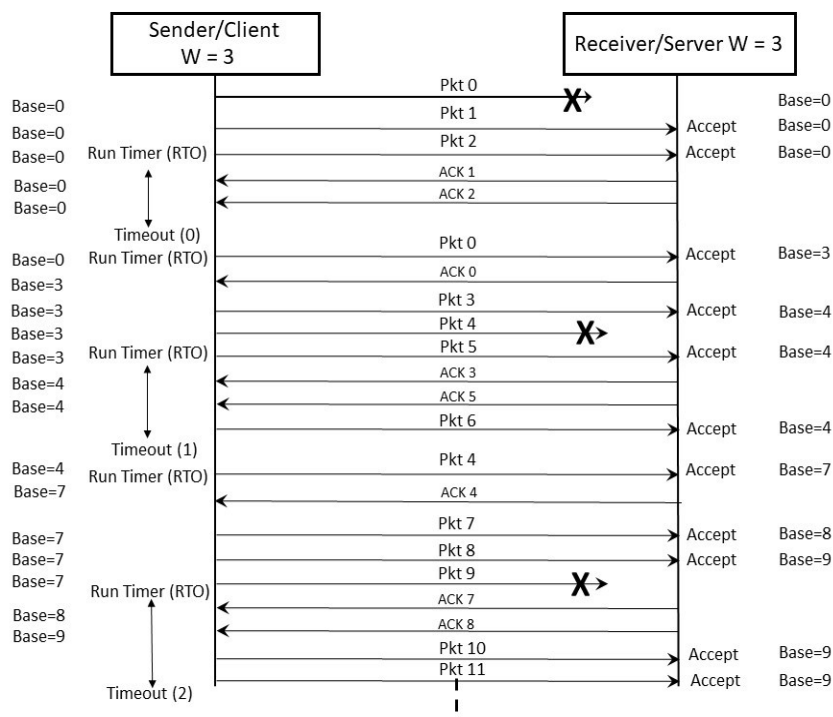 Sender/Client
W = 3
Receiver/Server W = 3
Pkt 0
X
Base=0
Base=0
Pkt 1
Base=0
Accept
Base=0
Pkt 2
Base=0
Run Timer (RTO)
Accept
Base=0
ACK 1
Base=0
ACK 2
Base=0
Timeout (0)
Pkt 0
Base=0
Run Timer (RTO)
Accept
Base=3
ACK 0
Base=3
Pkt 3
Base=3
Accept
Base=4
Pkt 4
X
Base=3
Pkt 5
Base=3
Run Timer (RTO)
Accept
Base=4
ACK 3
Base=4
ACK 5
Base=4
Pkt 6
Accept
Base=4
Timeout (1)
Pkt 4
Base=4
Run Timer (RTO)
Accept
Base=7
ACK 4
Base=7
Pkt 7
Base=7
Accept
Base=8
Pkt 8
Base=7
Accept
Base=9
Pkt 9
X
Base=7
Run Timer (RTO)
ACK 7
Base=8
ACK 8
Base=9
Pkt 10
Accept
Base=9
Pkt 11
Accept
Base=9
Timeout (2)